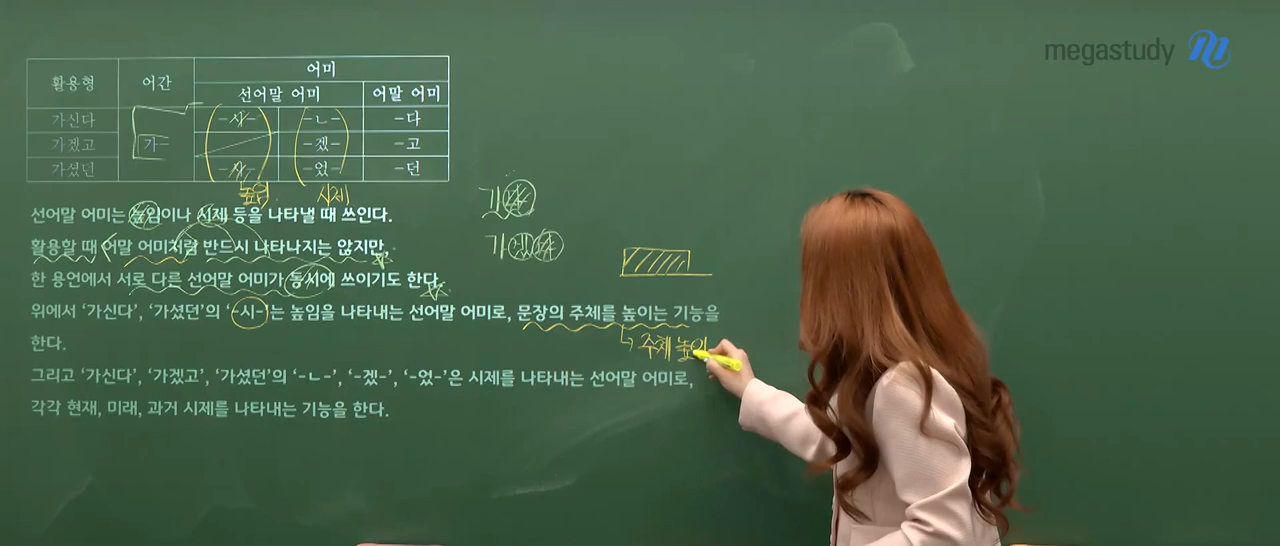 megastudy
활용형 어간 어미
선어말 어미 어말 어미
가신다 -시- -ㄴ- -다
가겠고 가- -겠- -고
가셨던 -시- -었- -던
높임 시제
선어말 어미는 높임이나 시제 등을 나타낼 때 쓰인다.
활용할 때 어말 어미처럼 반드시 나타나지는 않지만,
한 용언에서 서로 다른 선어말 어미가 동시에 쓰이기도 한다.
위에서 ‘가신다’, ‘가셨던’의 ‘-시-’는 높임을 나타내는 선어말 어미로, 문장의 주체를 높이는 기능을
한다.
주체 높임
그리고 ‘가신다’, ‘가겠고’, ‘가셨던’의 ‘-ㄴ-’, ‘-겠-’, ‘-었-’은 시제를 나타내는 선어말 어미로,
각각 현재, 미래, 과거 시제를 나타내는 기능을 한다.